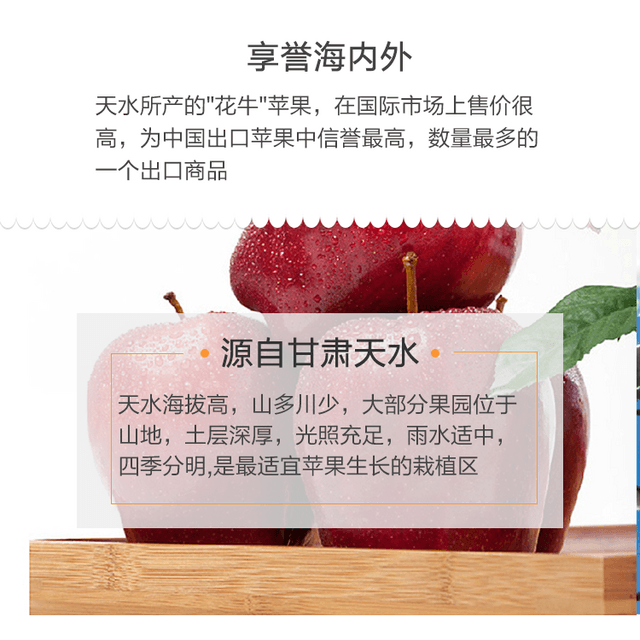 享誉海内外
天水所产的"花牛"苹果，在国际市场上售价很
高，为中国出口苹果中信誉最高，数量最多的
一个出口商品
源自甘肃天水
天水海拔高，山多川少，大部分果园位于
山地，土层深厚，光照充足，雨水适中，
四季分明,是最适宜苹果生长的栽植区